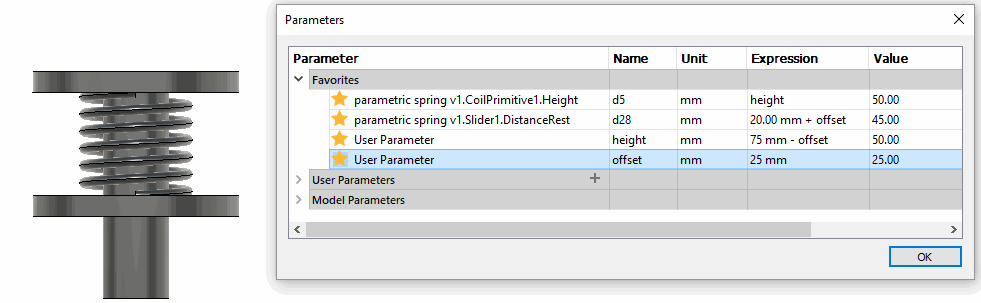 Parameters
Parameter Name Unit Expression Value
Favorites
parametric spring v1.CoilPrimitive1.Height d5 mm height 50.00
parametric spring v1.Slider1.DistanceRest d28 mm 20.00 mm + offset 45.00
User Parameter height mm 75 mm - offset 50.00
User Parameter offset mm 25 mm 25.00
User Parameters +
Model Parameters
OK